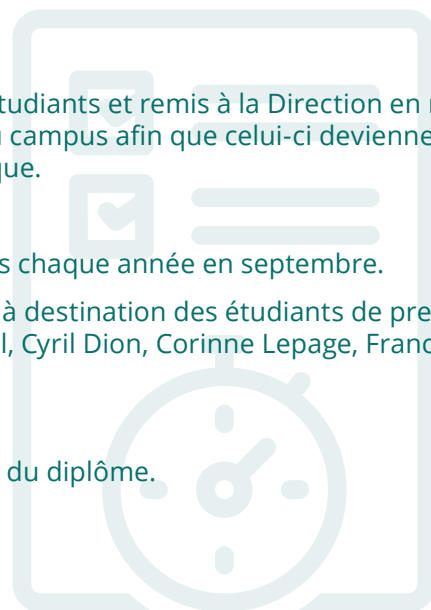 tudiants et remis à la Direction en
campus afin que celui-ci devienne
que.
s chaque année en septembre.
à destination des étudiants de pre
l, Cyril Dion, Corinne Lepage, Franc
du diplôme.